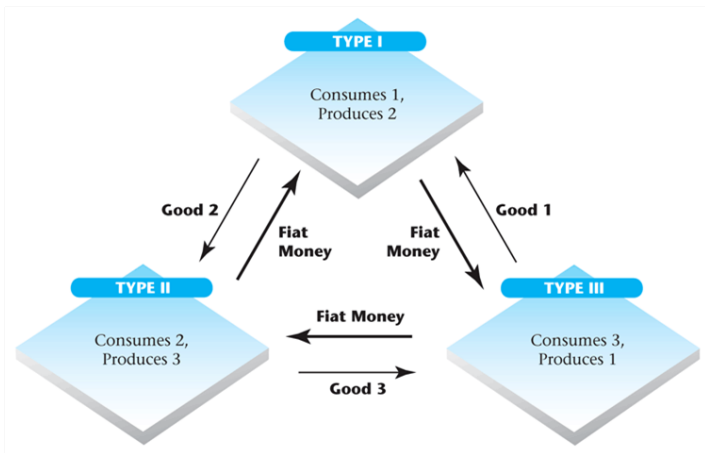 TYPE I
Consumes 1,
Produces 2
Good 2
Fiat
Money
Fiat
Money
Good 1
TYPE II
Consumes 2,
Produces 3
Fiat Money
Good 3
TYPE III
Consumes 3,
Produces 1